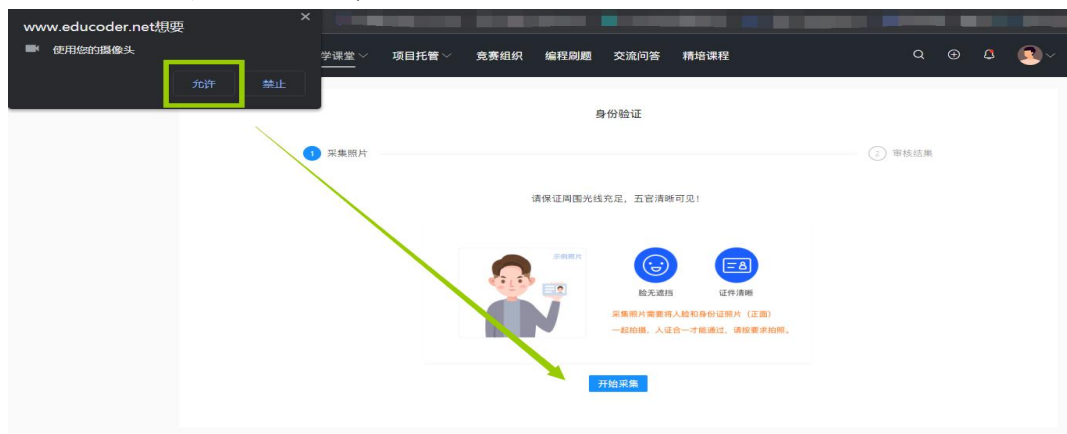 www.educoder.net想要
×
使用您的摄像头
允许
禁止
学课堂
项目托管
竞赛组织
编程刷题
交流问答
精培课程
身份验证
1 采集照片
2 审核结果
请保证周围光线充足，五官清晰可见！
示例照片
脸无遮挡
证件清晰
采集照片需要将人脸和身份证照片（正面）
一起拍摄，人证合一才能通过，请按要求拍照。
开始采集